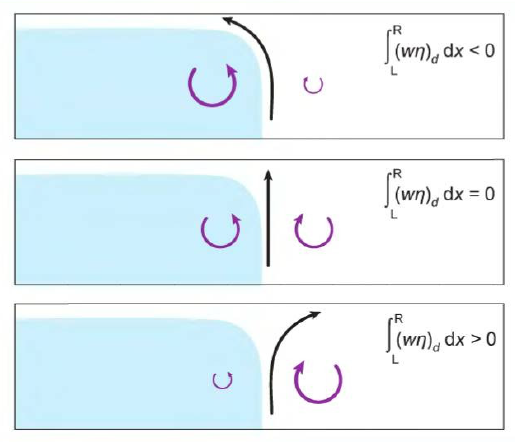 ∫_L^R (wη)_d dx < 0
∫_L^R (wη)_d dx = 0
∫_L^R (wη)_d dx > 0